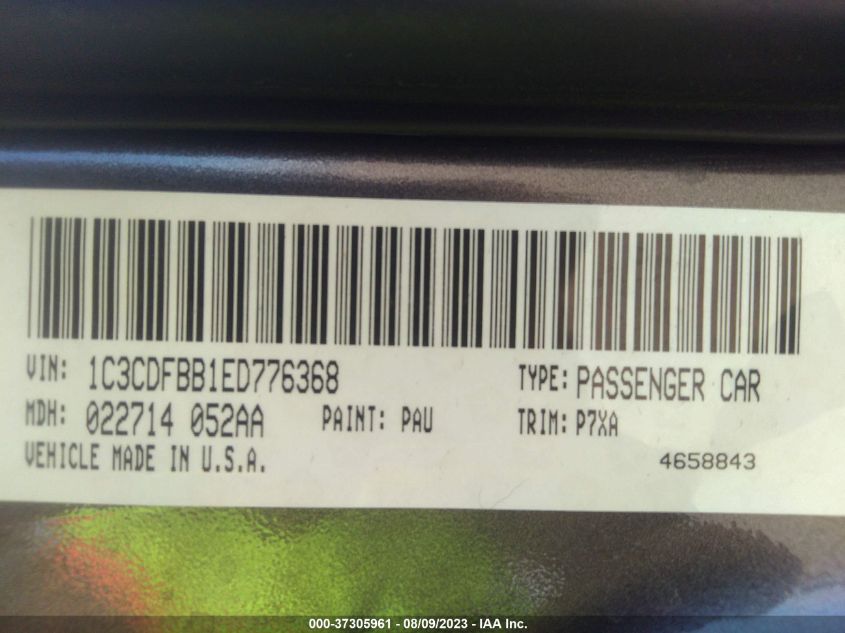 VIN: 1C3CDFBB1ED776368 TYPE: PASSENGER CAR
MDH: 022714 052AA PAINT: PAU TRIM: P7XA
VEHICLE MADE IN U.S.A. 4658843
000-37305961 - 08/09/2023 - IAA Inc.